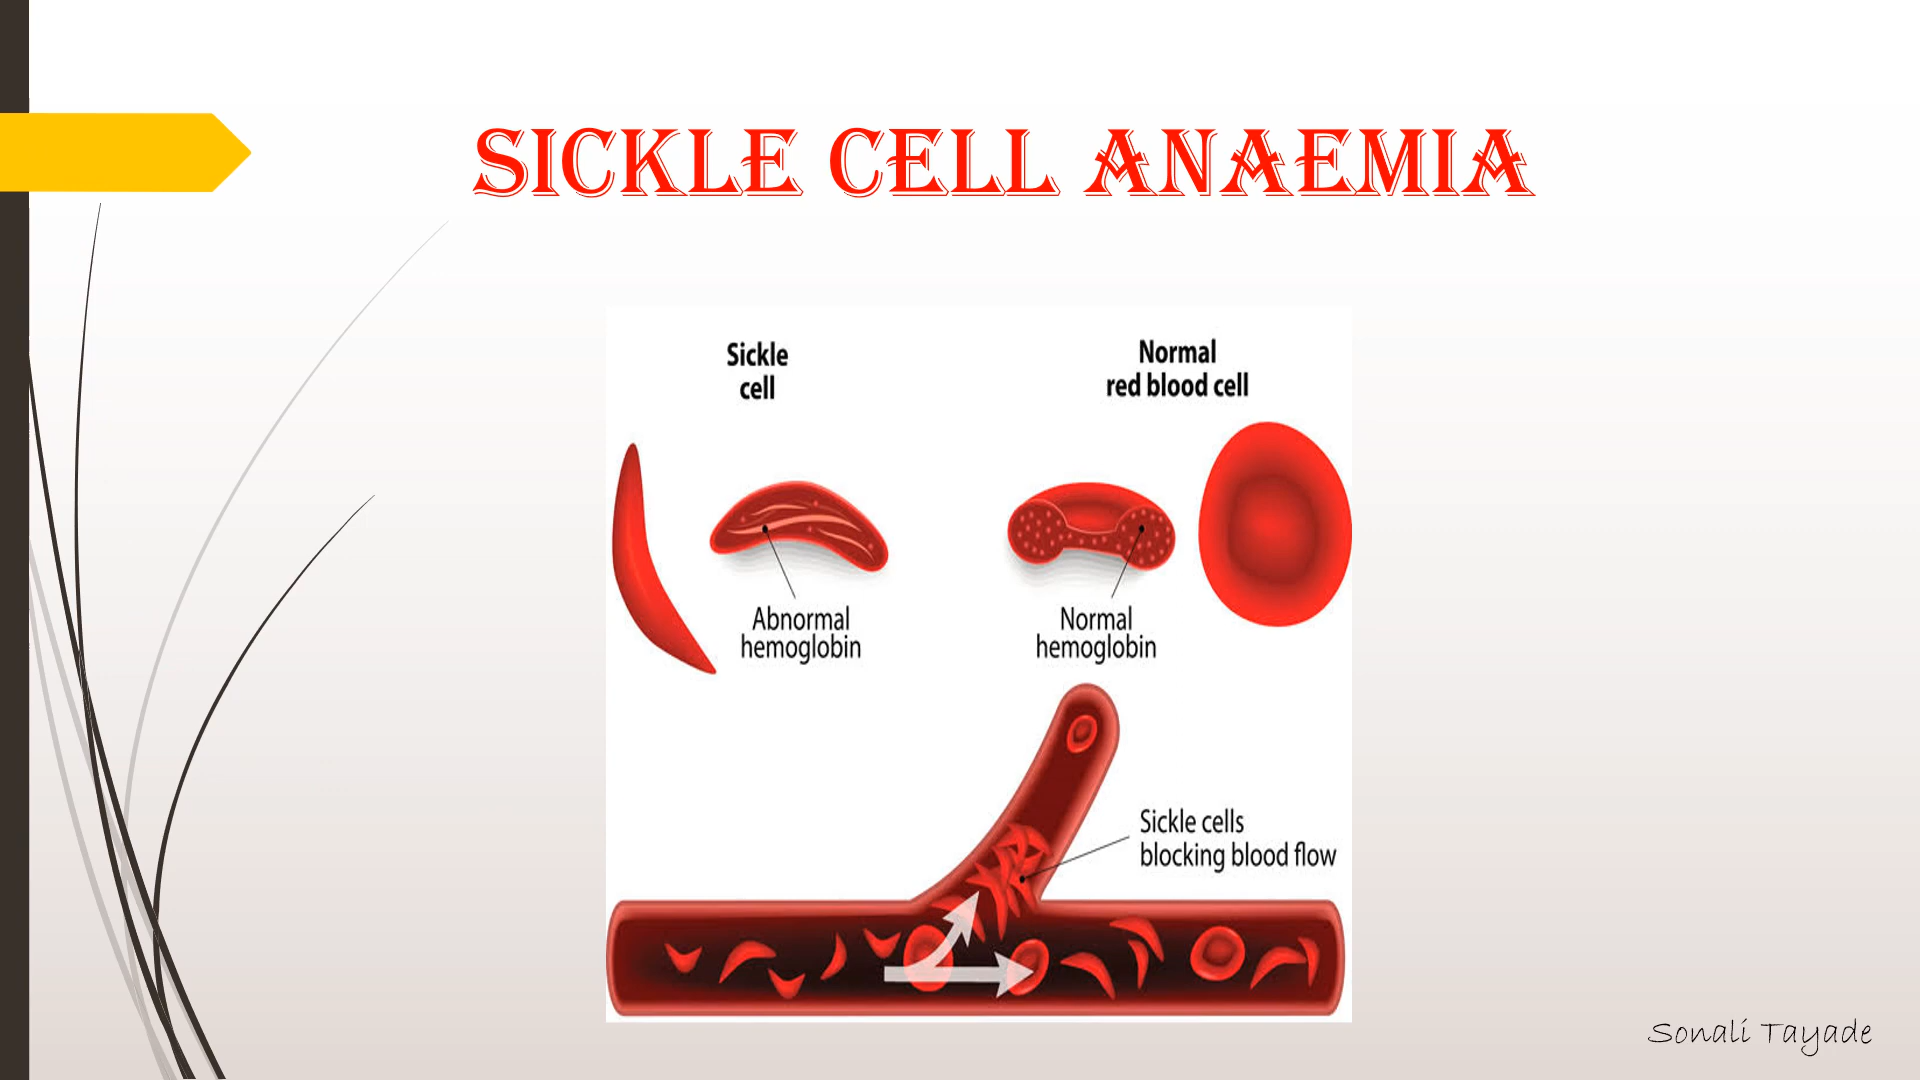 SICKLE CELL ANAEMIA
Sickle
cell
Normal
red blood cell
Abnormal
hemoglobin
Normal
hemoglobin
Sickle cells
blocking blood flow
Sonali Tayade